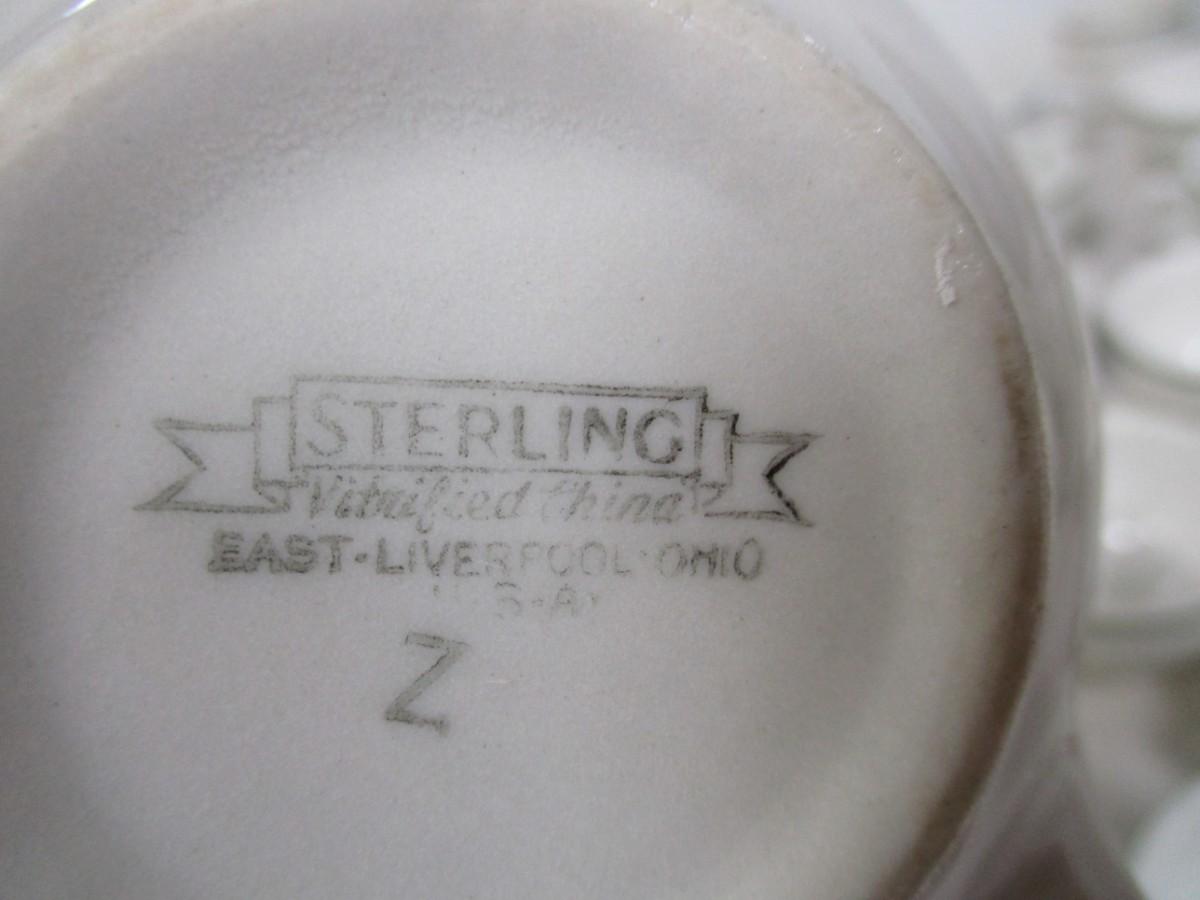 STERLING
Vitrified China
EAST·LIVERPOOL·OHIO
U·S·A·
Z